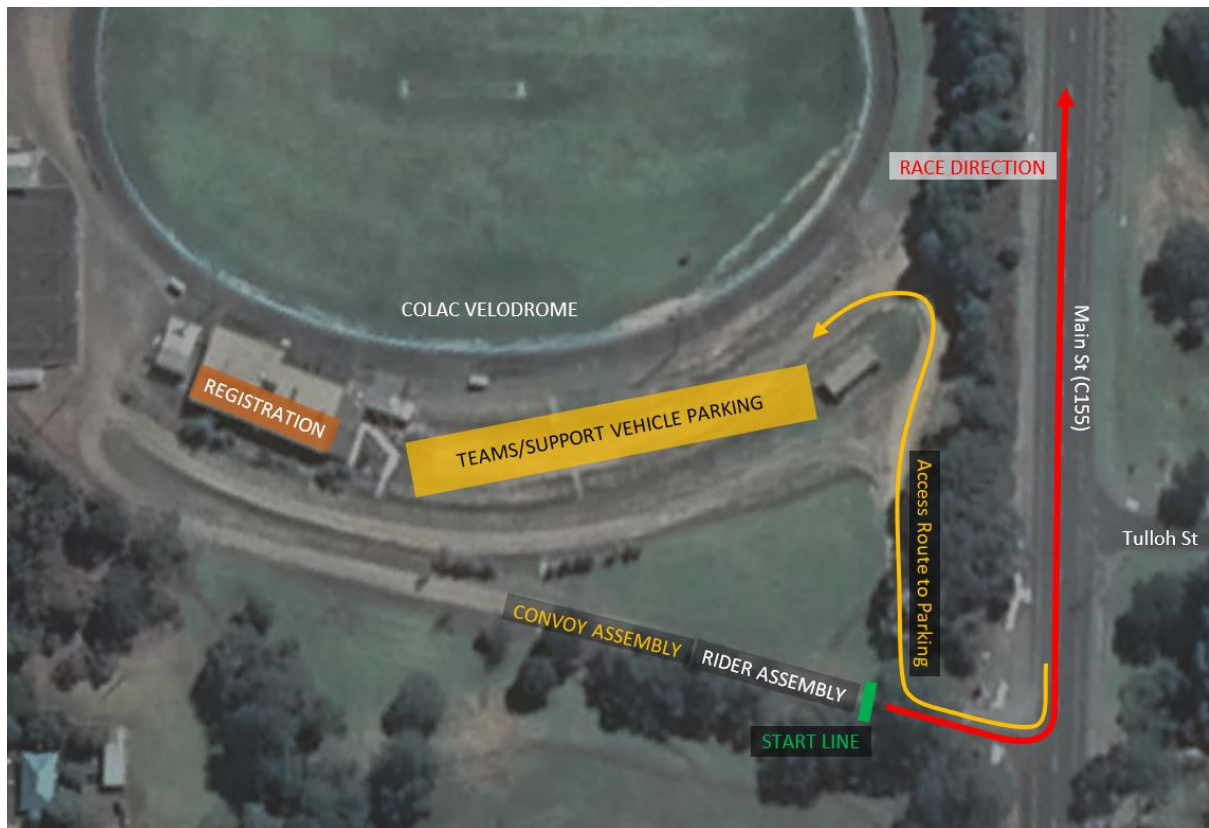 RACE DIRECTION
COLAC VELODROME
Main St (C155)
REGISTRATION
TEAMS/SUPPORT VEHICLE PARKING
Access Route to Parking
Tulloh St
CONVOY ASSEMBLY
RIDER ASSEMBLY
START LINE